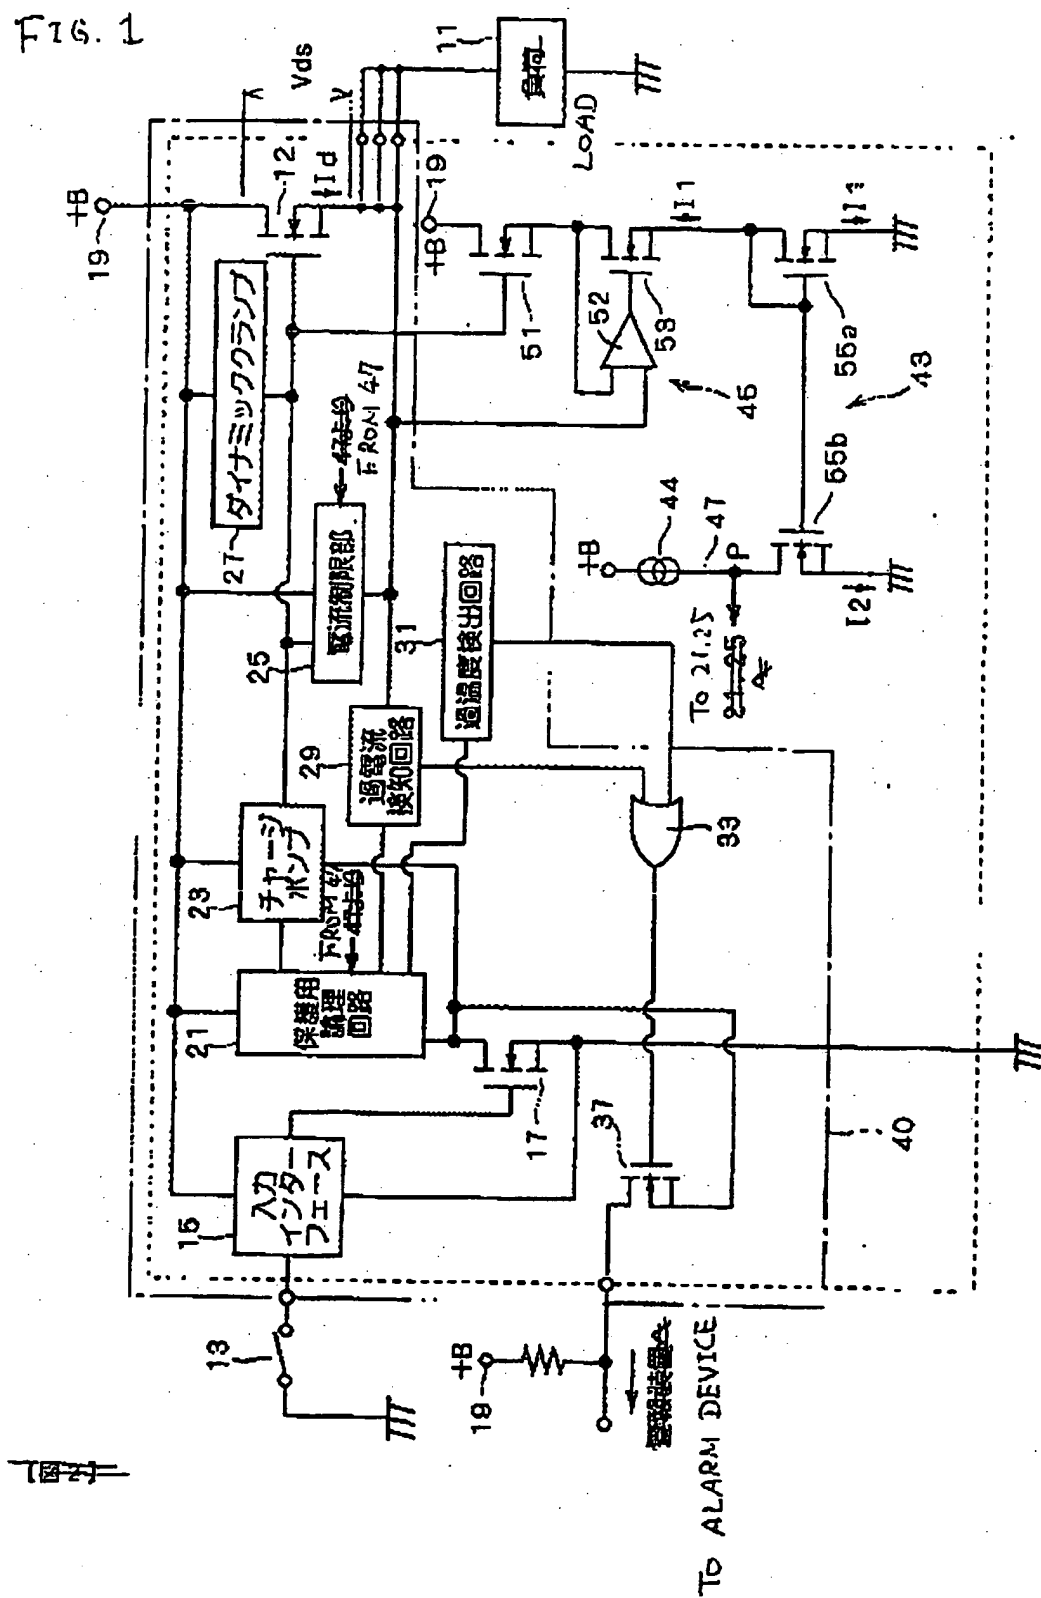 FIG. 1
+B
19
Vds
12
Id
11
負荷
LOAD
ダイナミッククランプ
27
FROM 47
電流制限部
25
過電流
検知回路
29
過温度検出回路
31
チャージ
ポンプ
23
FROM 47
保護用
論理
回路
21
入力
インター
フェース
15
13
17
37
33
40
+B
19
51
52
53
45
I1
55a
I1
43
55b
+B
44
47
P
I2
TO 21.25
+B
19
警報装置へ
TO ALARM DEVICE